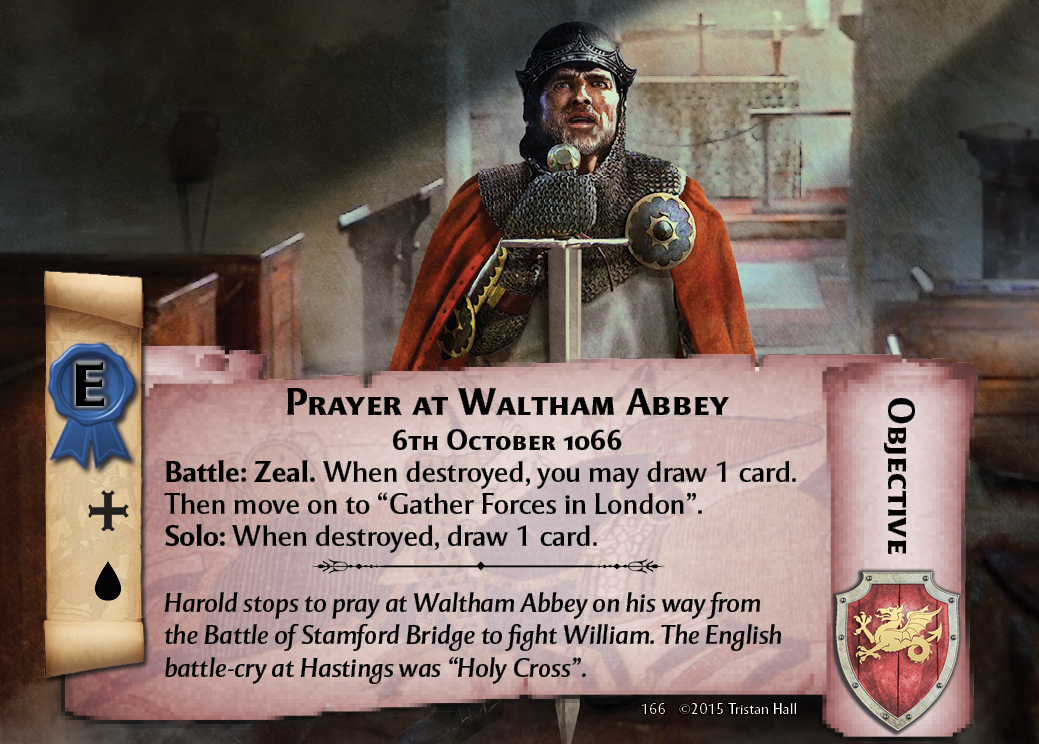 E
Prayer at Waltham Abbey
6th October 1066
Battle: Zeal. When destroyed, you may draw 1 card.
Then move on to “Gather Forces in London”.
Solo: When destroyed, draw 1 card.
Harold stops to pray at Waltham Abbey on his way from
the Battle of Stamford Bridge to fight William. The English
battle-cry at Hastings was “Holy Cross”.
Objective
166 ©2015 Tristan Hall